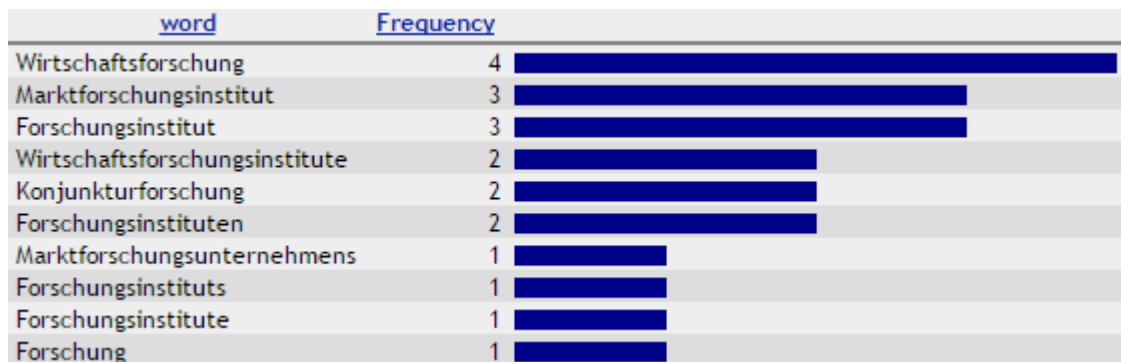 word Frequency
Wirtschaftsforschung 4
Marktforschungsinstitut 3
Forschungsinstitut 3
Wirtschaftsforschungsinstitute 2
Konjunkturforschung 2
Forschungsinstituten 2
Marktforschungsunternehmens 1
Forschungsinstituts 1
Forschungsinstitute 1
Forschung 1